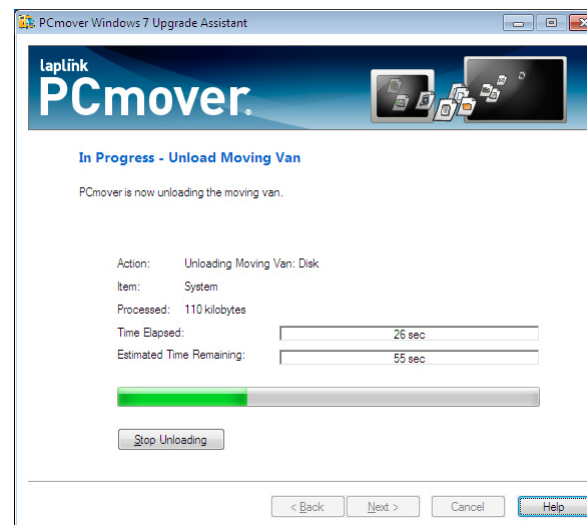 PCmover Windows 7 Upgrade Assistant
laplink
PCmover.
In Progress - Unload Moving Van
PCmover is now unloading the moving van.
Action: Unloading Moving Van: Disk
Item: System
Processed: 110 kilobytes
Time Elapsed: 26 sec
Estimated Time Remaining: 55 sec
Stop Unloading
< Back Next > Cancel Help